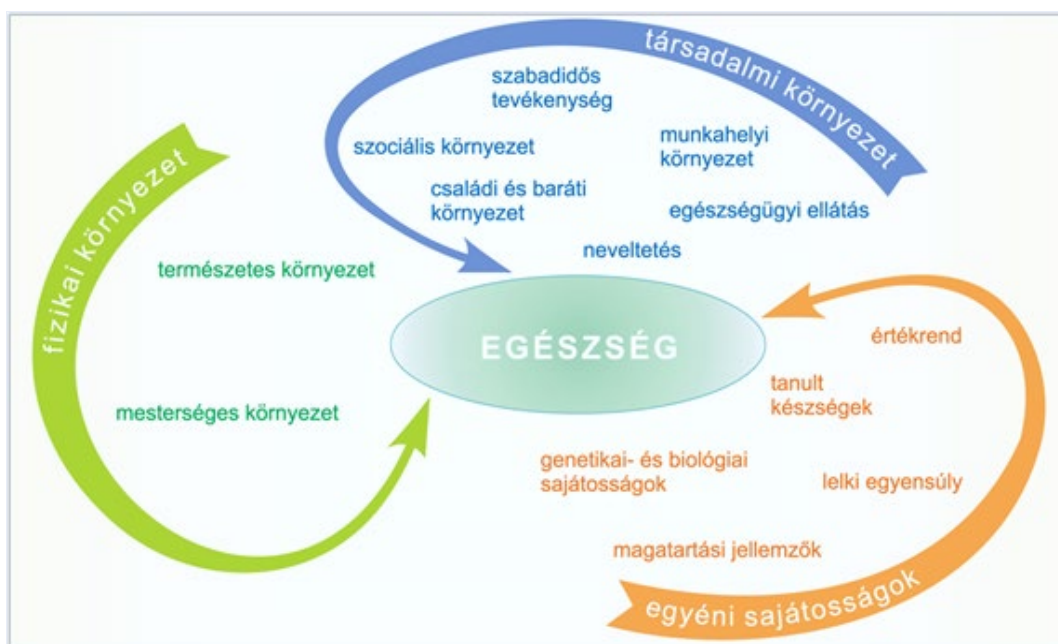 társadalmi környezet
szabadidős
tevékenység
szociális környezet
munkahelyi
környezet
családi és baráti
környezet
egészségügyi ellátás
neveltetés
fizikai környezet
természetes környezet
mesterséges környezet
EGÉSZSÉG
értékrend
tanult
készségek
genetikai- és biológiai
sajátosságok
lelki egyensúly
magatartási jellemzők
egyéni sajátosságok